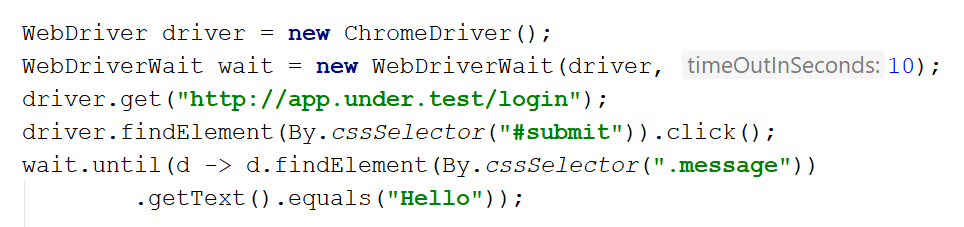 WebDriver driver = new ChromeDriver();
WebDriverWait wait = new WebDriverWait(driver, timeOutInSeconds: 10);
driver.get("http://app.under.test/login");
driver.findElement(By.cssSelector("#submit")).click();
wait.until(d -> d.findElement(By.cssSelector(".message"))
.getText().equals("Hello"));